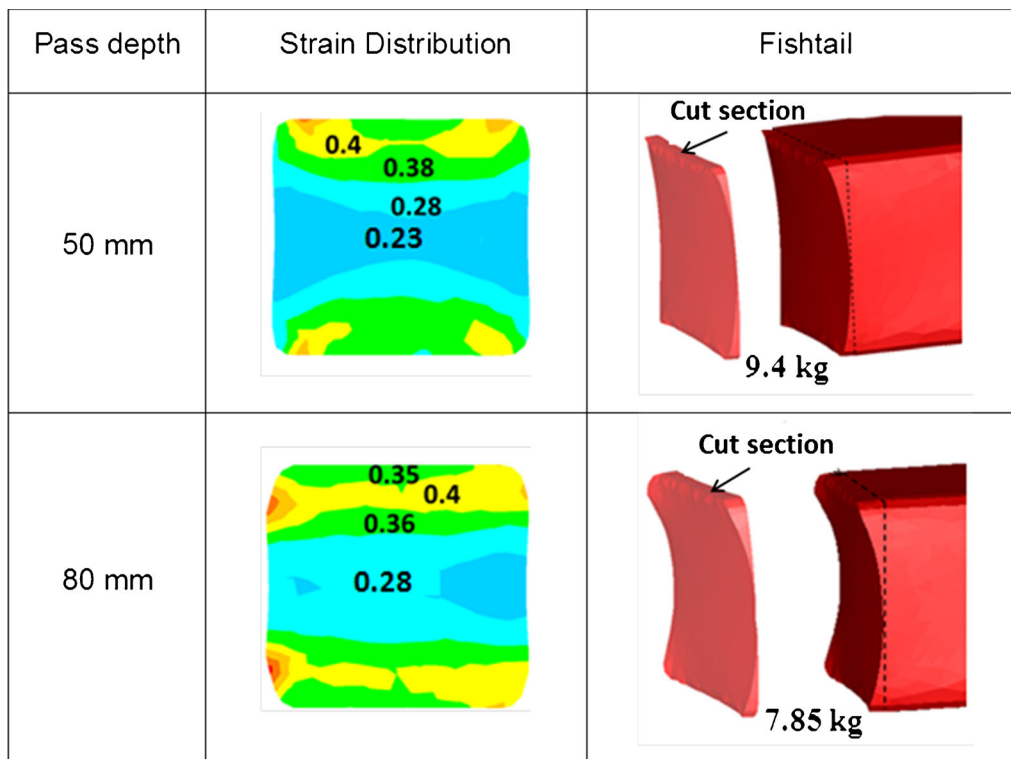 Pass depth
Strain Distribution
Fishtail
50 mm
0.4
0.38
0.28
0.23
Cut section
9.4 kg
80 mm
0.35
0.4
0.36
0.28
Cut section
7.85 kg